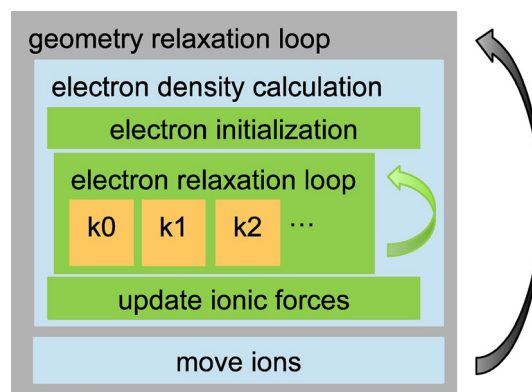 geometry relaxation loop
electron density calculation
electron initialization
electron relaxation loop
k0 k1 k2 ...
update ionic forces
move ions